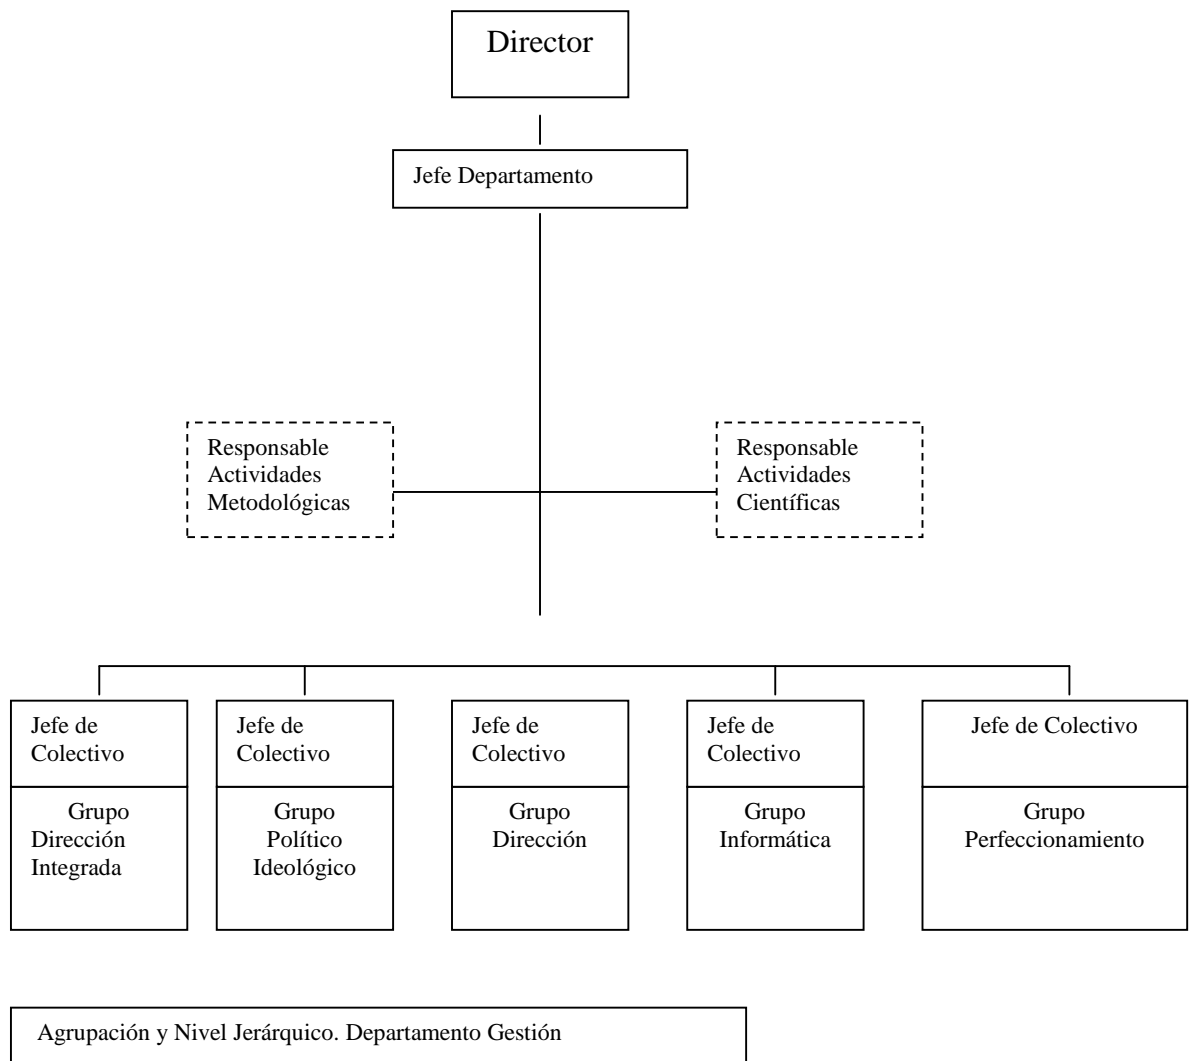 Director
Jefe Departamento
Responsable
Actividades
Metodológicas
Responsable
Actividades
Científicas
Jefe de
Colectivo
Grupo
Dirección
Integrada
Jefe de
Colectivo
Grupo
Político
Ideológico
Jefe de
Colectivo
Grupo
Dirección
Jefe de
Colectivo
Grupo
Informática
Jefe de Colectivo
Grupo
Perfeccionamiento
Agrupación y Nivel Jerárquico. Departamento Gestión